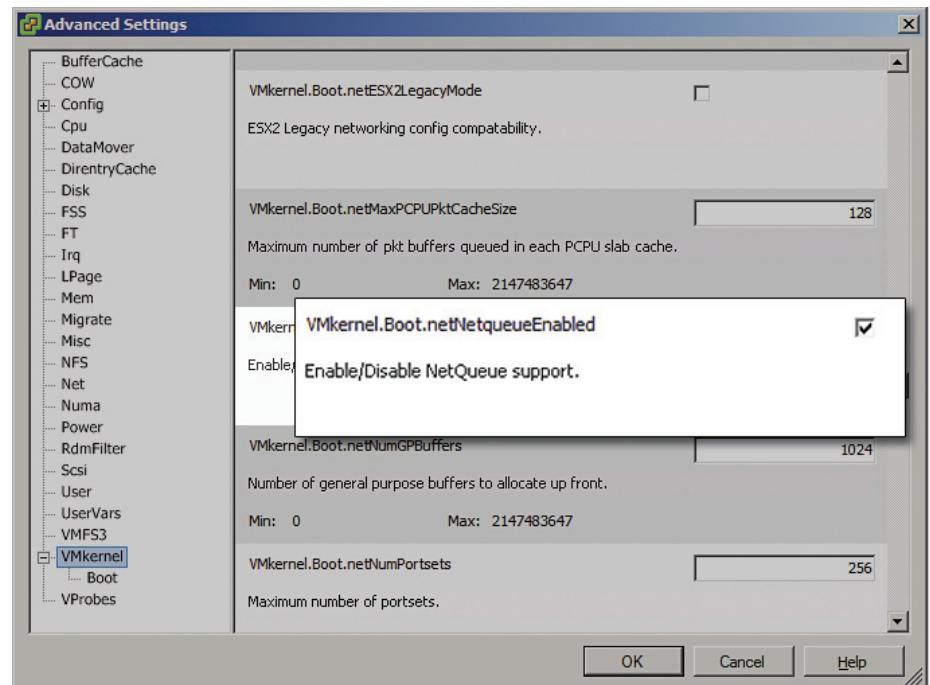 Advanced Settings
BufferCache
COW
Config
Cpu
DataMover
DirentryCache
Disk
FSS
FT
Irq
LPage
Mem
Migrate
Misc
NFS
Net
Numa
Power
RdmFilter
Scsi
User
UserVars
VMFS3
VMkernel
Boot
VProbes
VMkernel.Boot.netESX2LegacyMode
ESX2 Legacy networking config compatability.
VMkernel.Boot.netMaxPCPUPktCacheSize 128
Maximum number of pkt buffers queued in each PCPU slab cache.
Min: 0 Max: 2147483647
VMkern
Enable/
VMkernel.Boot.netNetqueueEnabled
Enable/Disable NetQueue support.
VMkernel.Boot.netNumGPBuffers 1024
Number of general purpose buffers to allocate up front.
Min: 0 Max: 2147483647
VMkernel.Boot.netNumPortsets 256
Maximum number of portsets.
OK Cancel Help